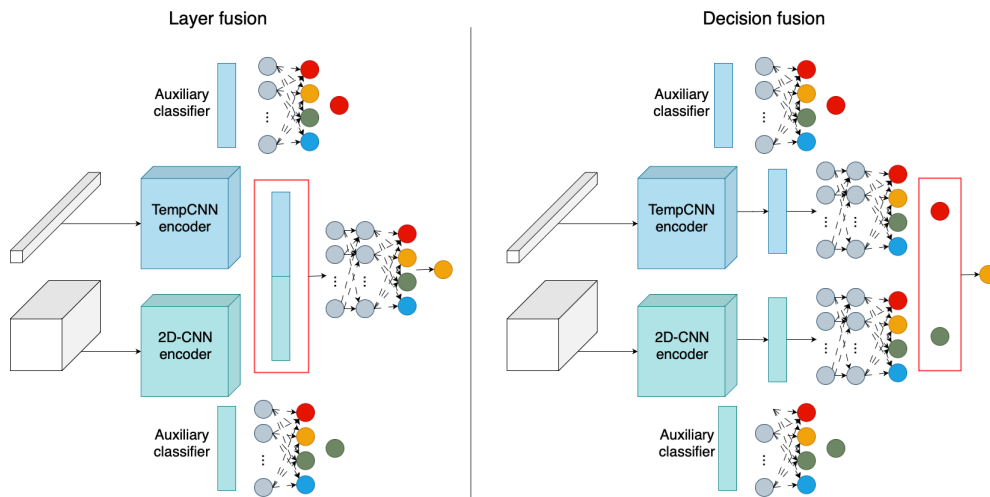 Layer fusion
Auxiliary
classifier
TempCNN
encoder
2D-CNN
encoder
Auxiliary
classifier
Decision fusion
Auxiliary
classifier
TempCNN
encoder
2D-CNN
encoder
Auxiliary
classifier